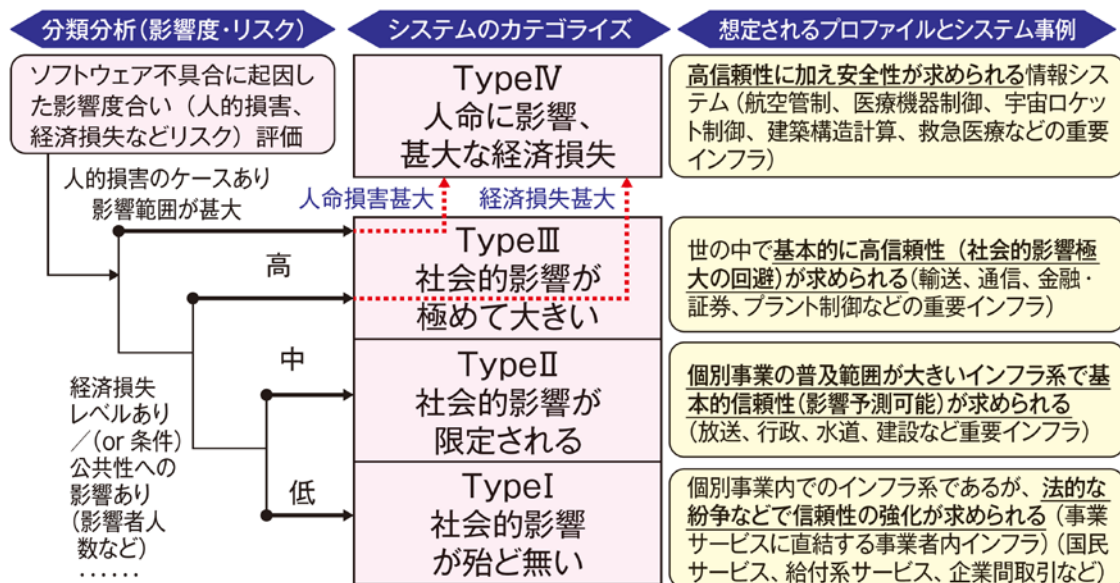 分類分析（影響度・リスク）
システムのカテゴライズ
想定されるプロファイルとシステム事例
ソフトウェア不具合に起因し
た影響度合い（人的損害、
経済損失などリスク）評価
TypeⅣ
人命に影響、
甚大な経済損失
高信頼性に加え安全性が求められる情報シス
テム（航空管制、医療機器制御、宇宙ロケッ
ト制御、建築構造計算、救急医療などの重要
インフラ）
人的損害のケースあり
影響範囲が甚大
人命損害甚大
経済損失甚大
高
TypeⅢ
社会的影響が
極めて大きい
世の中で基本的に高信頼性（社会的影響極
大の回避）が求められる（輸送、通信、金融・
証券、プラント制御などの重要インフラ）
中
TypeⅡ
社会的影響が
限定される
個別事業の普及範囲が大きいインフラ系で基
本的信頼性（影響予測可能）が求められる
（放送、行政、水道、建設など重要インフラ）
経済損失
レベルあり
／（or 条件）
公共性への
影響あり
（影響者人
数など）
……
低
TypeⅠ
社会的影響
が殆ど無い
個別事業内でのインフラ系であるが、法的な
紛争などで信頼性の強化が求められる（事業
サービスに直結する事業者内インフラ）（国民
サービス、給付系サービス、企業間取引など）